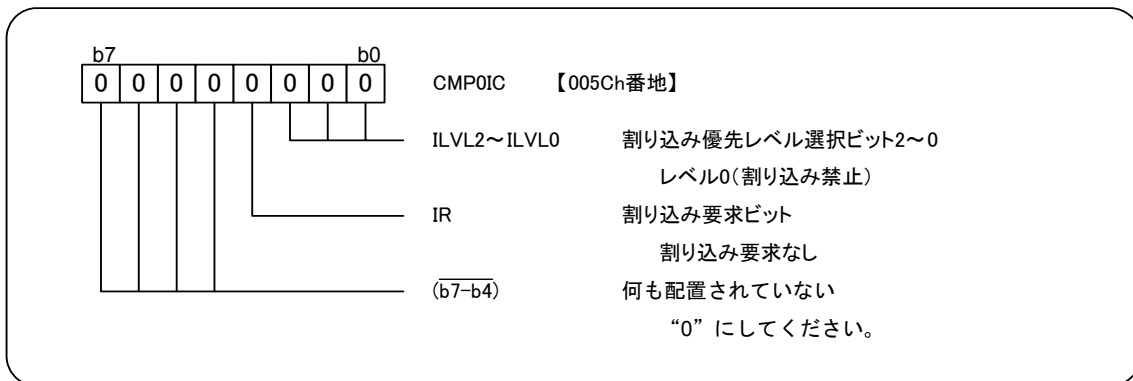 b7 b0
0 0 0 0 0 0 0 0 CMP0IC 【005Ch番地】
ILVL2～ILVL0 割り込み優先レベル選択ビット2～0
レベル0(割り込み禁止)
IR 割り込み要求ビット
割り込み要求なし
(b7-b4) 何も配置されていない
“0” にしてください。